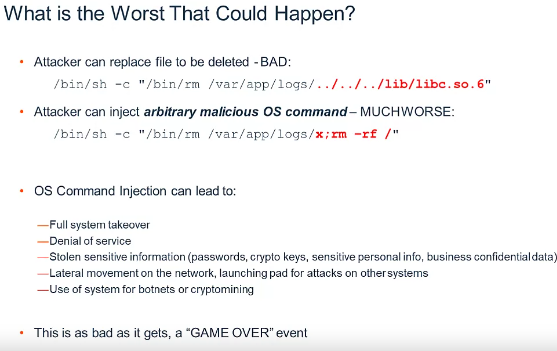 What is the Worst That Could Happen?
• Attacker can replace file to be deleted - BAD:
/bin/sh -c "/bin/rm /var/app/logs/../../../lib/libc.so.6"
• Attacker can inject arbitrary malicious OS command – MUCHWORSE:
/bin/sh -c "/bin/rm /var/app/logs/x;rm -rf /"
• OS Command Injection can lead to:
—Full system takeover
—Denial of service
—Stolen sensitive information (passwords, crypto keys, sensitive personal info, business confidentialdata)
—Lateral movement on the network, launching pad for attacks on othersystems
—Use of system for botnets or cryptomining
• This is as bad as it gets, a “GAME OVER” event